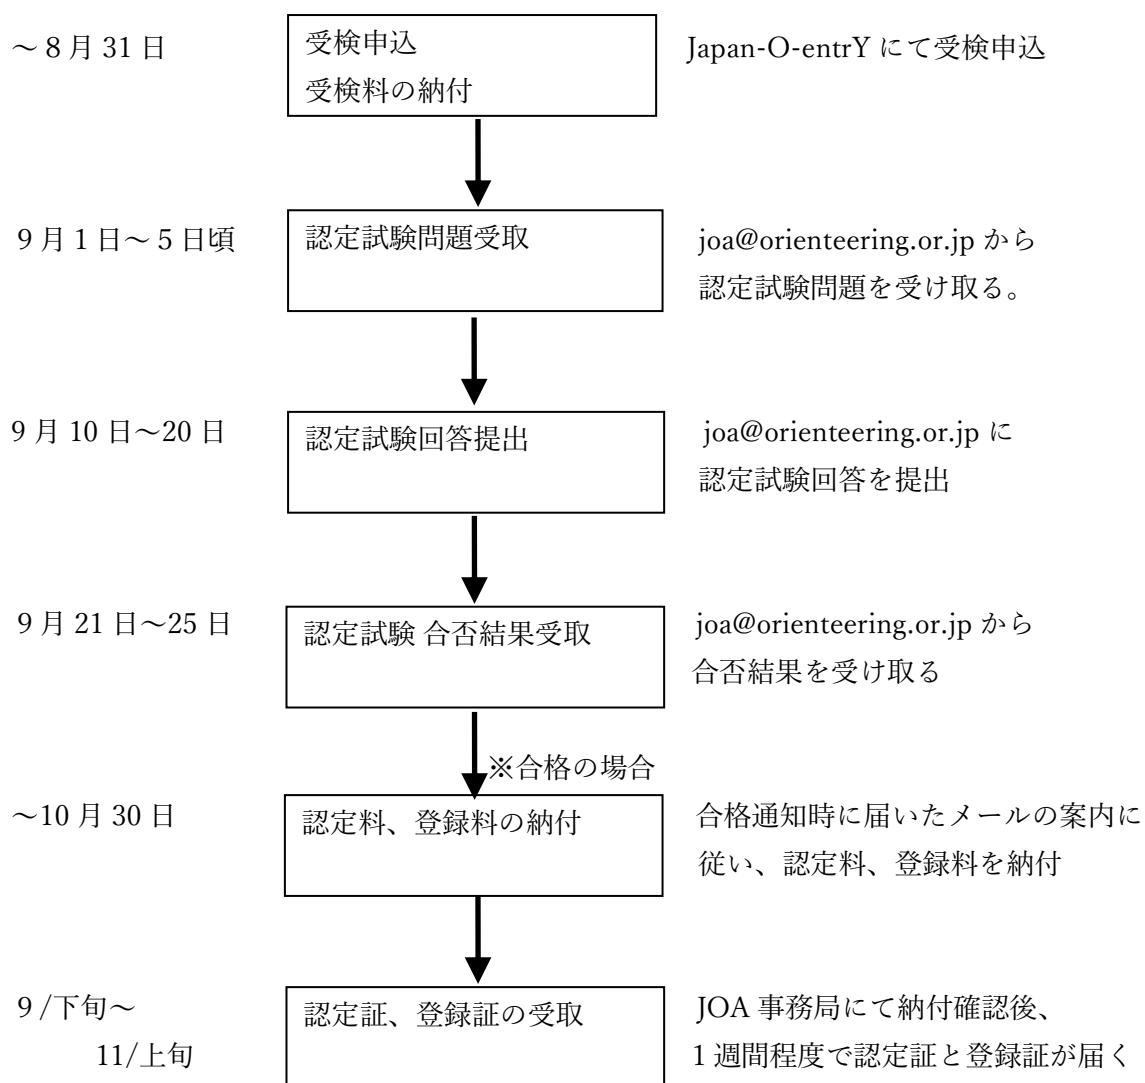 ～8月31日
受検申込
受検料の納付
Japan-O-entrY にて受検申込
9月1日～5日頃
認定試験問題受取
joa@orienteering.or.jp から
認定試験問題を受け取る。
9月10日～20日
認定試験回答提出
joa@orienteering.or.jp に
認定試験回答を提出
9月21日～25日
認定試験 合否結果受取
joa@orienteering.or.jp から
合否結果を受け取る
※合格の場合
～10月30日
認定料、登録料の納付
合格通知時に届いたメールの案内に
従い、認定料、登録料を納付
9/下旬～
11/上旬
認定証、登録証の受取
JOA 事務局にて納付確認後、
1週間程度で認定証と登録証が届く